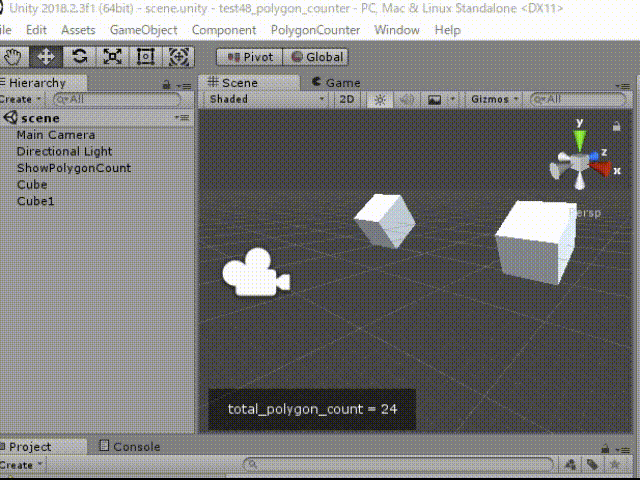 Unity 2018.2.3f1 (64bit) - scene.unity - test48_polygon_counter - PC, Mac & Linux Standalone <DX11>
ile Edit Assets GameObject Component PolygonCounter Window Help
Pivot Global
Hierarchy
Create All
scene
Main Camera
Directional Light
ShowPolygonCount
Cube
Cube1
Scene Game
Shaded 2D Gizmos All
y
z
x
Persp
total_polygon_count = 24
Project Console
Create